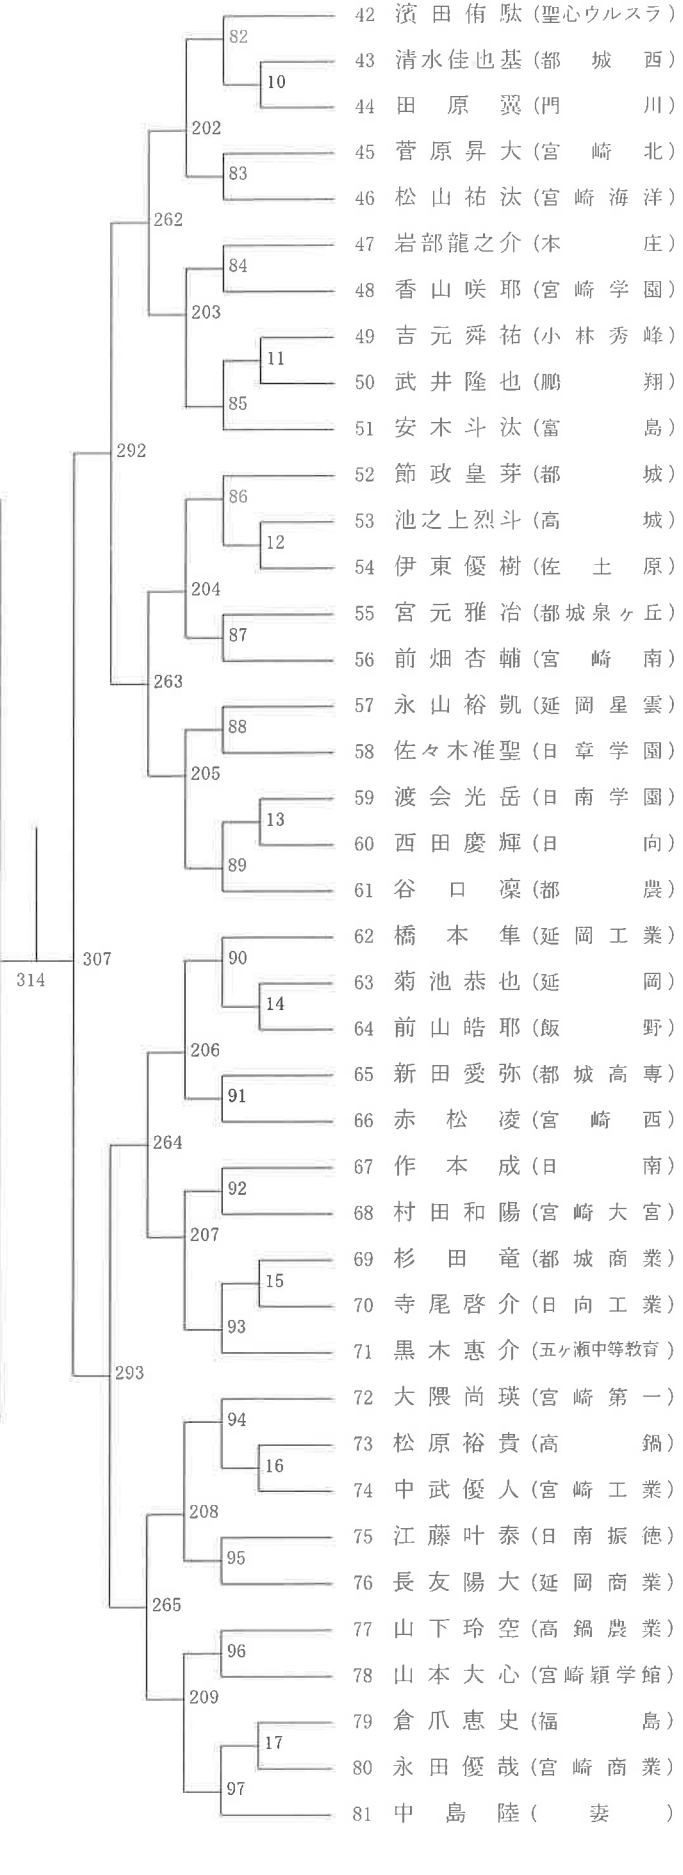 42 濱田侑駄 (聖心ウルスラ)
82
43 清水佳也基 (都城西)
10
44 田原翼 (門川)
202
45 菅原昇大 (宮崎北)
83
46 松山祐汰 (宮崎海洋)
262
47 岩部龍之介 (本庄)
84
48 香山咲耶 (宮崎学園)
203
49 吉元舜祐 (小林秀峰)
11
50 武井隆也 (鵬翔)
85
51 安木斗汰 (富島)
292
52 節政皇芽 (都城)
86
53 池之上烈斗 (高城)
12
54 伊東優樹 (佐土原)
204
55 宮元雅治 (都城泉ヶ丘)
87
56 前畑杏輔 (宮崎南)
263
57 永山裕凱 (延岡星雲)
88
58 佐々木准聖 (日章学園)
205
59 渡会光岳 (日南学園)
13
60 西田慶輝 (日向)
89
61 谷口凜 (都農)
62 橋本隼 (延岡工業)
90
307
314
63 菊池恭也 (延岡)
14
64 前山皓耶 (飯野)
206
65 新田愛弥 (都城高専)
91
66 赤松凌 (宮崎西)
264
67 作本成 (日南)
92
68 村田和陽 (宮崎大宮)
207
69 杉田竜 (都城商業)
15
70 寺尾啓介 (日向工業)
93
71 黒木惠介 (五ヶ瀬中等教育)
293
72 大隈尚瑛 (宮崎第一)
94
73 松原裕貴 (高鍋)
16
74 中武優人 (宮崎工業)
208
75 江藤叶泰 (日南振徳)
95
76 長友陽大 (延岡商業)
265
77 山下玲空 (高鍋農業)
96
78 山本大心 (宮崎穎学館)
209
79 倉爪恵史 (福島)
17
80 永田優哉 (宮崎商業)
97
81 中島陸 (妻)